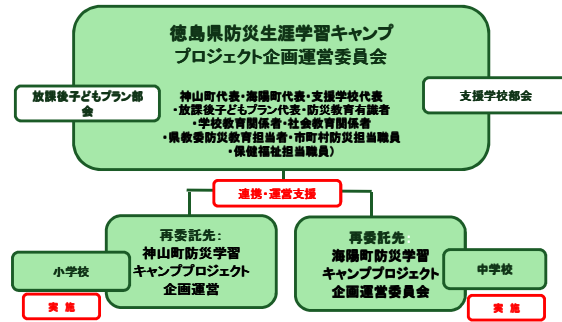 徳島県防災生涯学習キャンプ
プロジェクト企画運営委員会
放課後子どもプラン部
会
支援学校部会
神山町代表・海陽町代表・支援学校代表
・放課後子どもプラン代表・防災教育有識者
・学校教育関係者・社会教育関係者
・県教委防災教育担当者・市町村防災担当職員
・保健福祉担当職員）
連携・運営支援
再委託先：
神山町防災学習
キャンププロジェクト
企画運営
小学校
実 施
再委託先：
海陽町防災学習
キャンププロジェクト
企画運営委員会
中学校
実 施